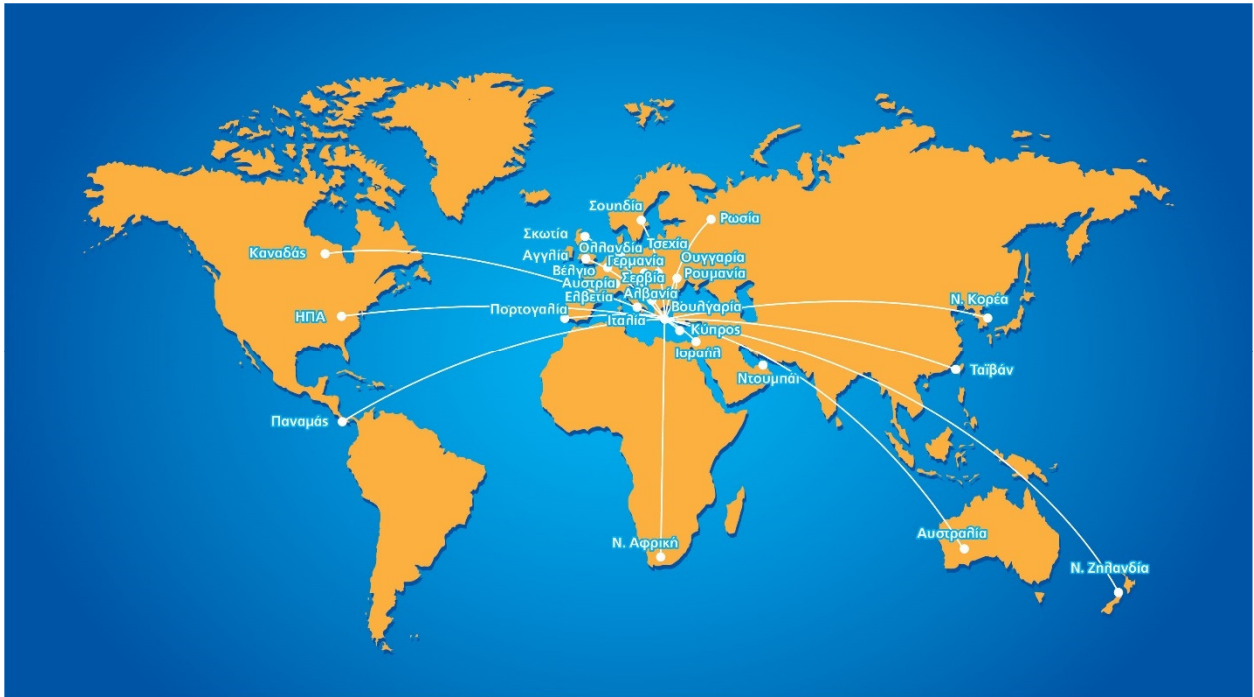 Σουηδία
Ρωσία
Σκωτία
Τσεχία
Ολλανδία
Καναδάς
Αγγλία
Γερμανία
Ουγγαρία
Βέλγιο
Σερβία
Ρουμανία
Αυστρία
Ελβετία
Αλβανία
Βουλγαρία
Ν. Κορέα
ΗΠΑ
Πορτογαλία
Ιταλία
Κύπρος
Ισραήλ
Ταϊβάν
Ντουμπάι
Παναμάς
Ν. Αφρική
Αυστραλία
Ν. Ζηλανδία